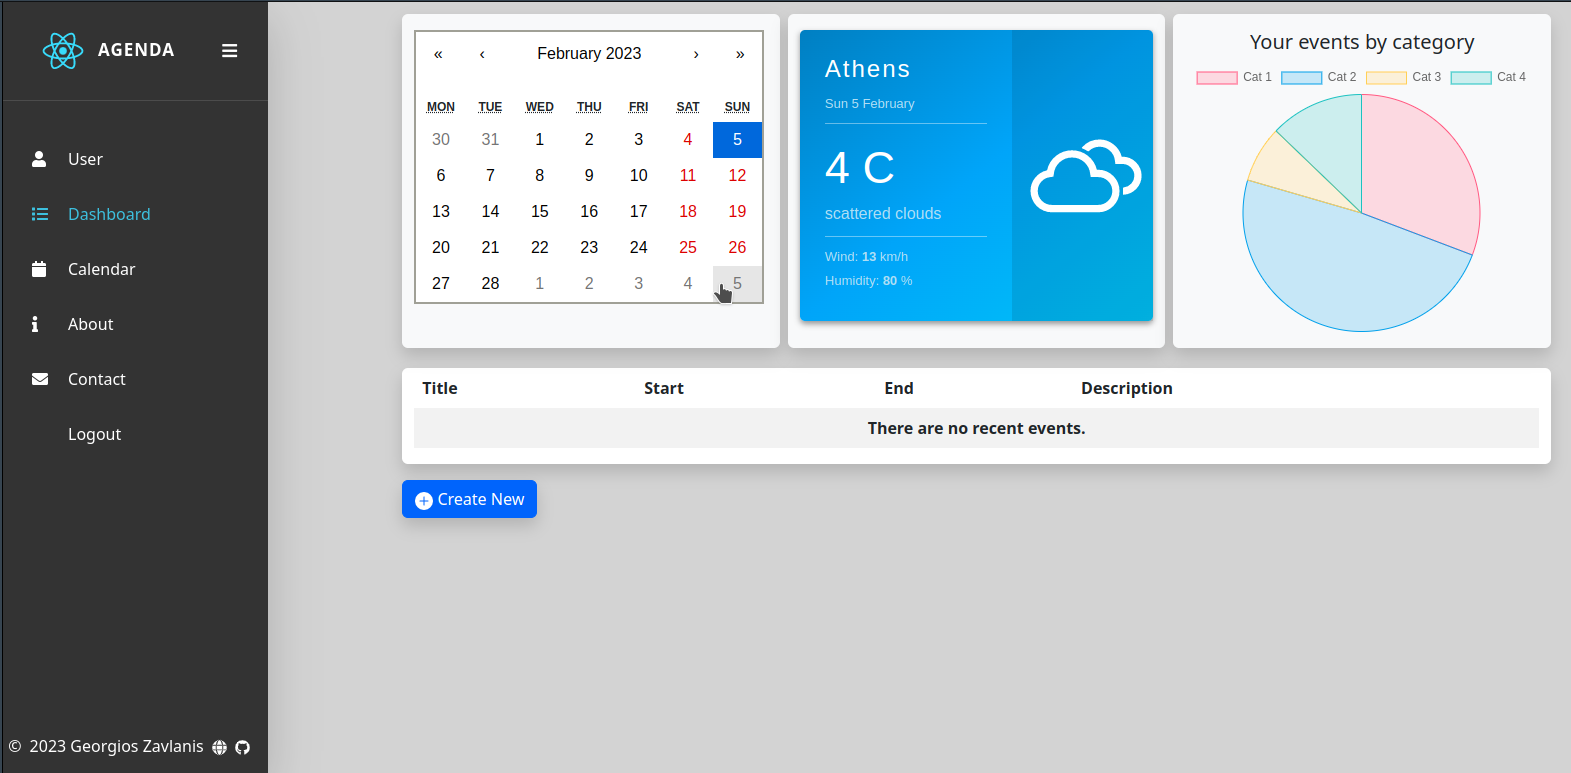 AGENDA
User
Dashboard
Calendar
About
Contact
Logout
© 2023 Georgios Zavlanis
« ‹ February 2023 › »
MON TUE WED THU FRI SAT SUN
30 31 1 2 3 4 5
6 7 8 9 10 11 12
13 14 15 16 17 18 19
20 21 22 23 24 25 26
27 28 1 2 3 4 5
Athens
Sun 5 February
4 C
scattered clouds
Wind: 13 km/h
Humidity: 80 %
Your events by category
Cat 1 Cat 2 Cat 3 Cat 4
Title Start End Description
There are no recent events.
Create New